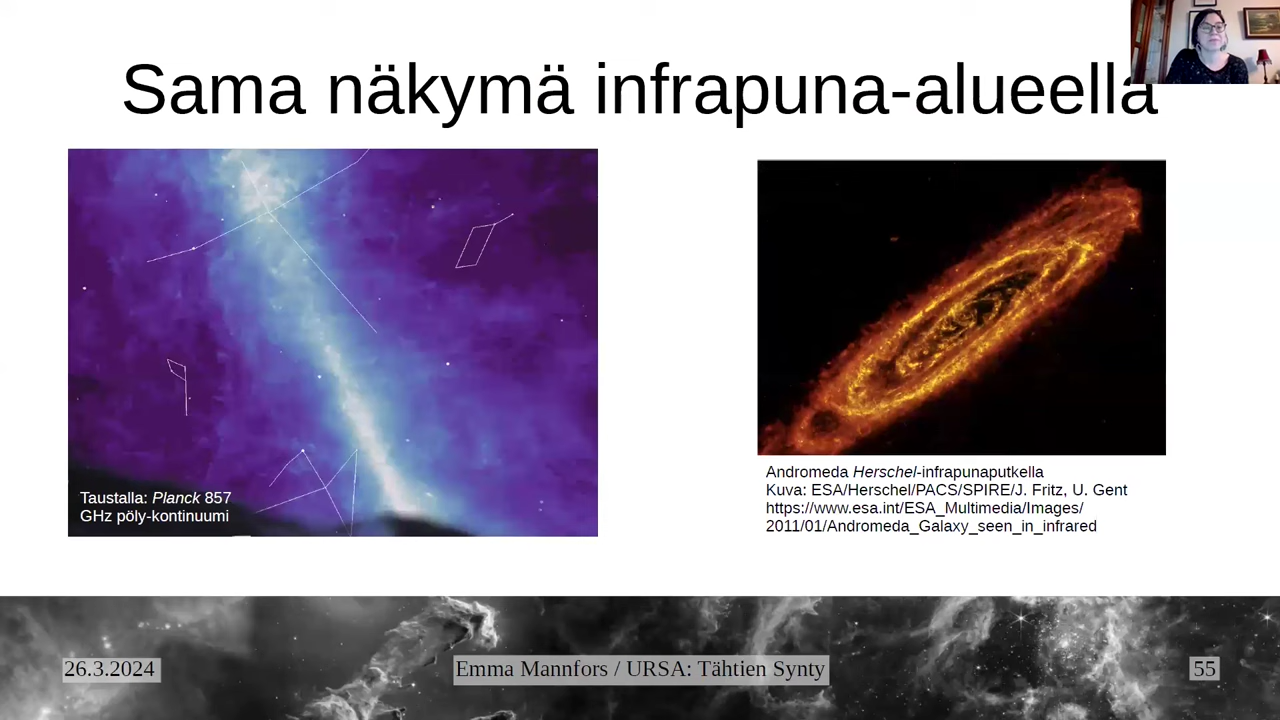 Sama näkymä infrapuna-alueella
Taustalla: Planck 857
GHz pöly-kontinuumi
Andromeda Herschel-infrapunaputkella
Kuva: ESA/Herschel/PACS/SPIRE/J. Fritz, U. Gent
https://www.esa.int/ESA_Multimedia/Images/
2011/01/Andromeda_Galaxy_seen_in_infrared
26.3.2024
Emma Mannfors / URSA: Tähtien Synty
55